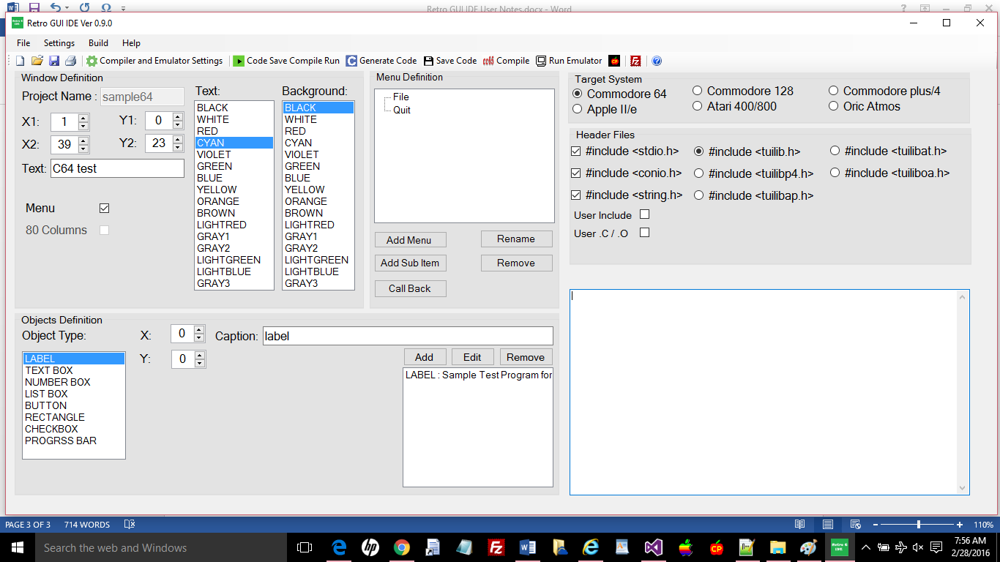 Retro GUI IDE User Notes.docx - Word
Retro GUI IDE Ver 0.9.0
File Settings Build Help
Compiler and Emulator Settings Code Save Compile Run Generate Code Save Code cc65 Compile Run Emulator
Window Definition
Project Name : sample64
X1: 1 Y1: 0
X2: 39 Y2: 23
Text: C64 test
Menu
80 Columns
Text:
BLACK
WHITE
RED
CYAN
VIOLET
GREEN
BLUE
YELLOW
ORANGE
BROWN
LIGHTRED
GRAY1
GRAY2
LIGHTGREEN
LIGHTBLUE
GRAY3
Background:
BLACK
WHITE
RED
CYAN
VIOLET
GREEN
BLUE
YELLOW
ORANGE
BROWN
LIGHTRED
GRAY1
GRAY2
LIGHTGREEN
LIGHTBLUE
GRAY3
Menu Definition
File
Quit
Add Menu Rename
Add Sub Item Remove
Call Back
Target System
Commodore 64 Commodore 128 Commodore plus/4
Apple II/e Atari 400/800 Oric Atmos
Header Files
#include <stdio.h> #include <tuilib.h> #include <tuilibat.h>
#include <conio.h> #include <tuilibp4.h> #include <tuiliboa.h>
#include <string.h> #include <tuilibap.h>
User Include
User .C / .O
Objects Definition
Object Type: X: 0 Caption: label
Y: 0
LABEL
TEXT BOX
NUMBER BOX
LIST BOX
BUTTON
RECTANGLE
CHECKBOX
PROGRSS BAR
Add Edit Remove
LABEL : Sample Test Program for
PAGE 3 OF 3 714 WORDS 110%
Search the web and Windows
7:56 AM
2/28/2016